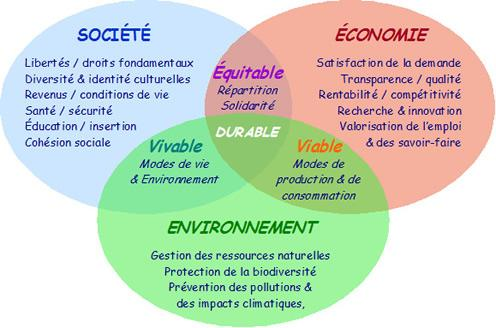 SOCIÉTÉ
Libertés / droits fondamentaux
Diversité & identité culturelles
Revenus / conditions de vie
Santé / sécurité
Éducation / insertion
Cohésion sociale
ÉCONOMIE
Satisfaction de la demande
Transparence / qualité
Rentabilité / compétitivité
Recherche & innovation
Valorisation de l'emploi
& des savoir-faire
Équitable
Répartition
Solidarité
DURABLE
Vivable
Modes de vie
& Environnement
Viable
Modes de
production & de
consommation
ENVIRONNEMENT
Gestion des ressources naturelles
Protection de la biodiversité
Prévention des pollutions &
des impacts climatiques,